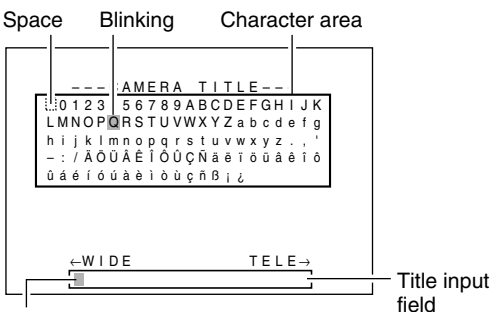 Space Blinking Character area
--- CAMERA TITLE--
0123 56789ABCDEFGHIJK
LMNOPQRSTUVWXYZabcdefg
hijklmnopqrstuvwxyz.,'
–:/ÄÖÜÂÊÎÔÛÇÑäëïöüâêîô
ûáéíóúàèìòùçñß¡¿
←WIDE TELE→
Title input
field